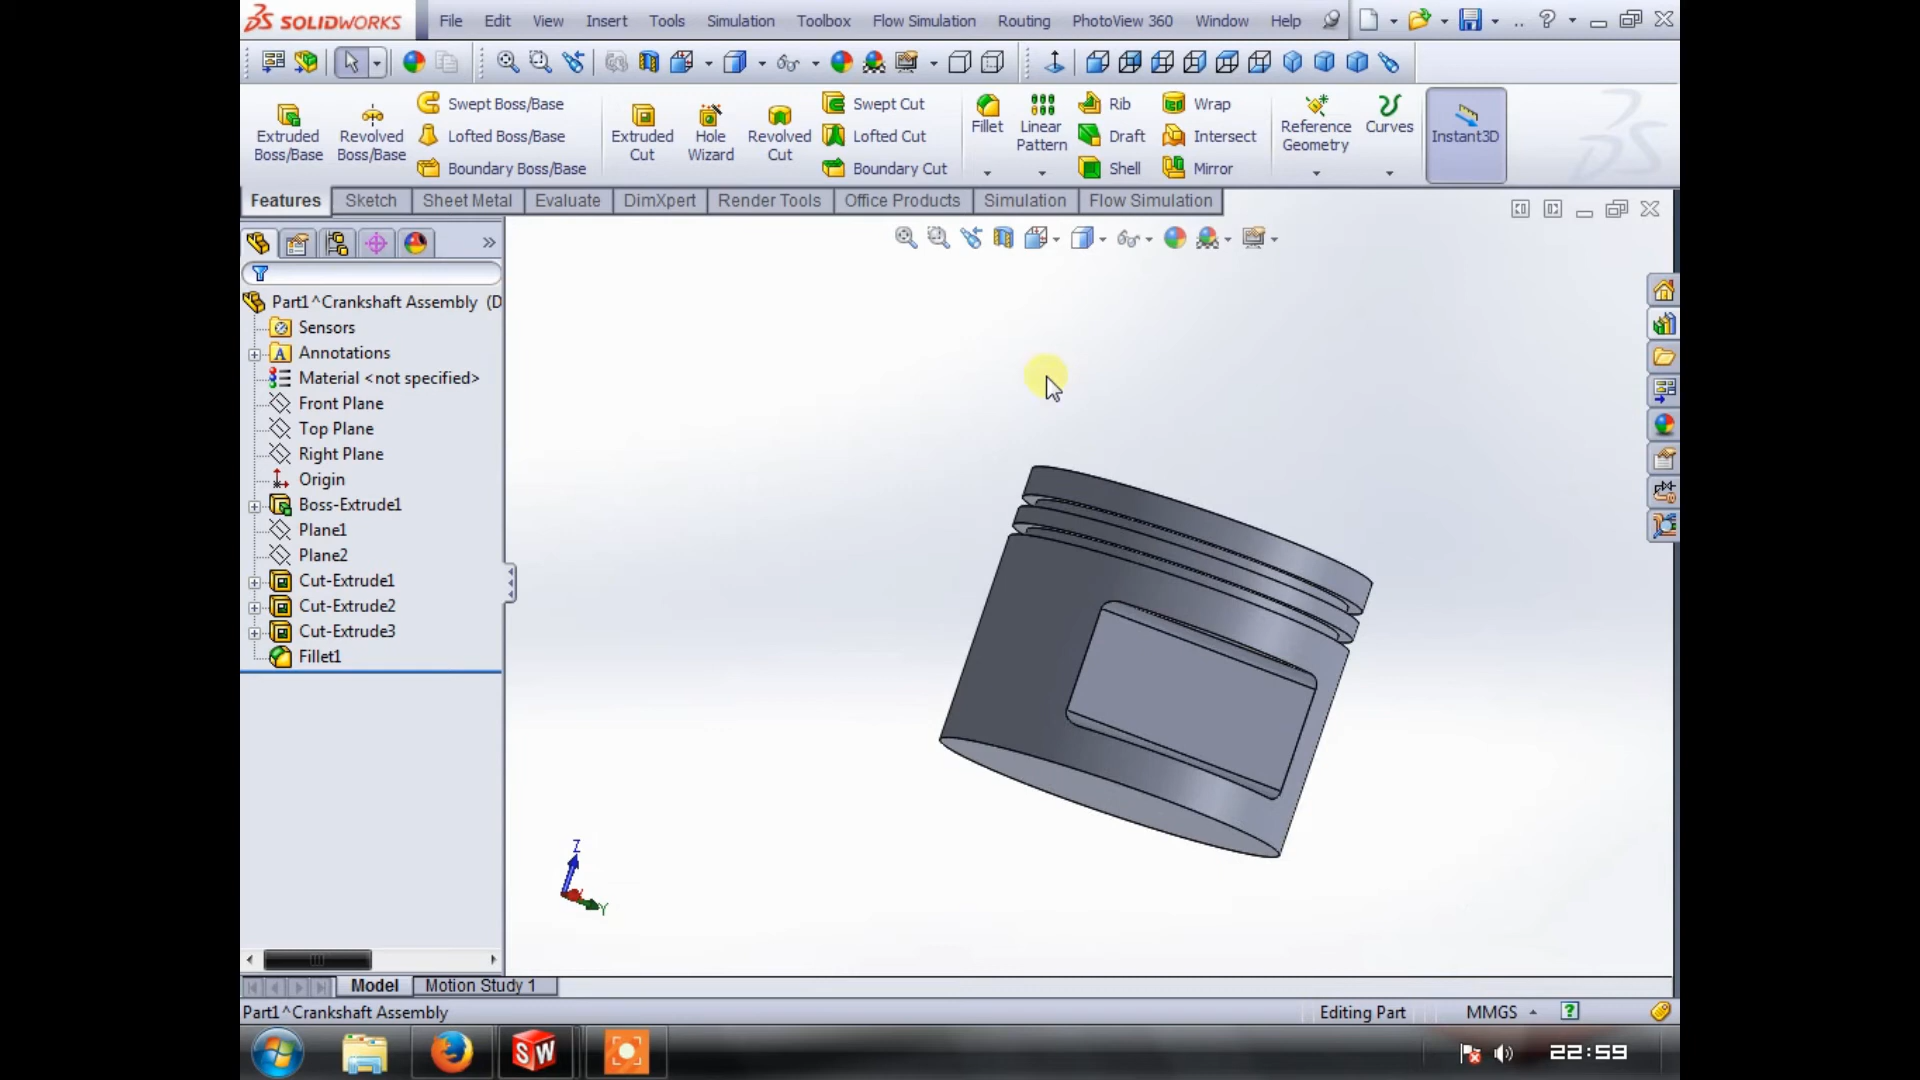 SOLIDWORKS File Edit View Insert Tools Simulation Toolbox Flow Simulation Routing PhotoView 360 Window Help
Extruded Boss/Base
Revolved Boss/Base
Swept Boss/Base
Lofted Boss/Base
Boundary Boss/Base
Extruded Cut
Hole Wizard
Revolved Cut
Swept Cut
Lofted Cut
Boundary Cut
Fillet
Linear Pattern
Rib
Draft
Shell
Wrap
Intersect
Mirror
Reference Geometry
Curves
Instant3D
Features Sketch Sheet Metal Evaluate DimXpert Render Tools Office Products Simulation Flow Simulation
Part1^Crankshaft Assembly (D
Sensors
Annotations
Material <not specified>
Front Plane
Top Plane
Right Plane
Origin
Boss-Extrude1
Plane1
Plane2
Cut-Extrude1
Cut-Extrude2
Cut-Extrude3
Fillet1
Z
Y
Model Motion Study 1
Part1^Crankshaft Assembly Editing Part MMGS
SW 22:59